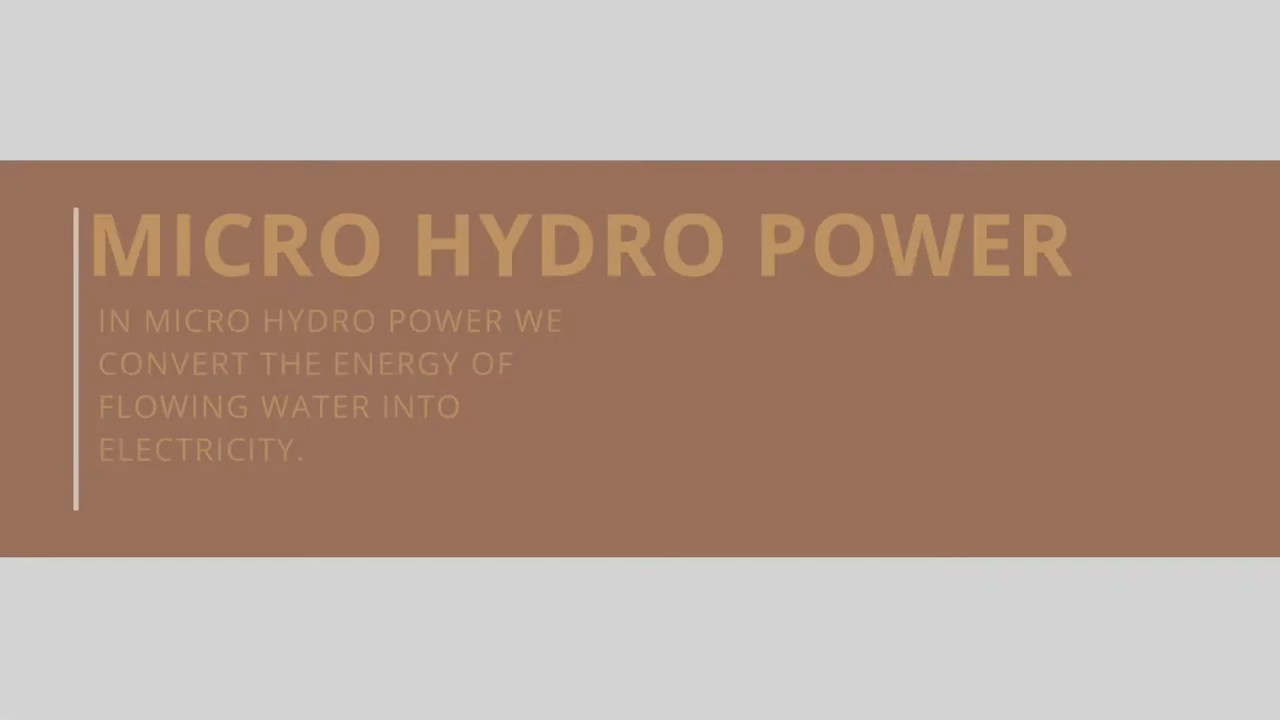 MICRO HYDRO POWER
IN MICRO HYDRO POWER WE
CONVERT THE ENERGY OF
FLOWING WATER INTO
ELECTRICITY.